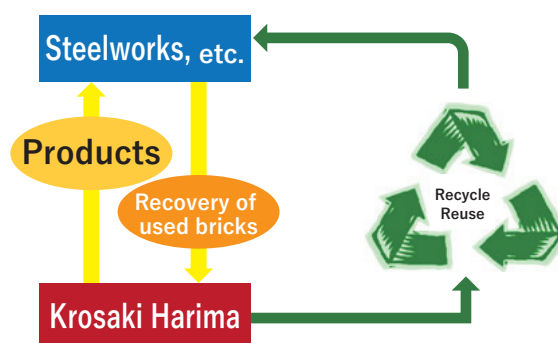 Steelworks, etc.
Products
Recovery of
used bricks
Recycle
Reuse
Krosaki Harima